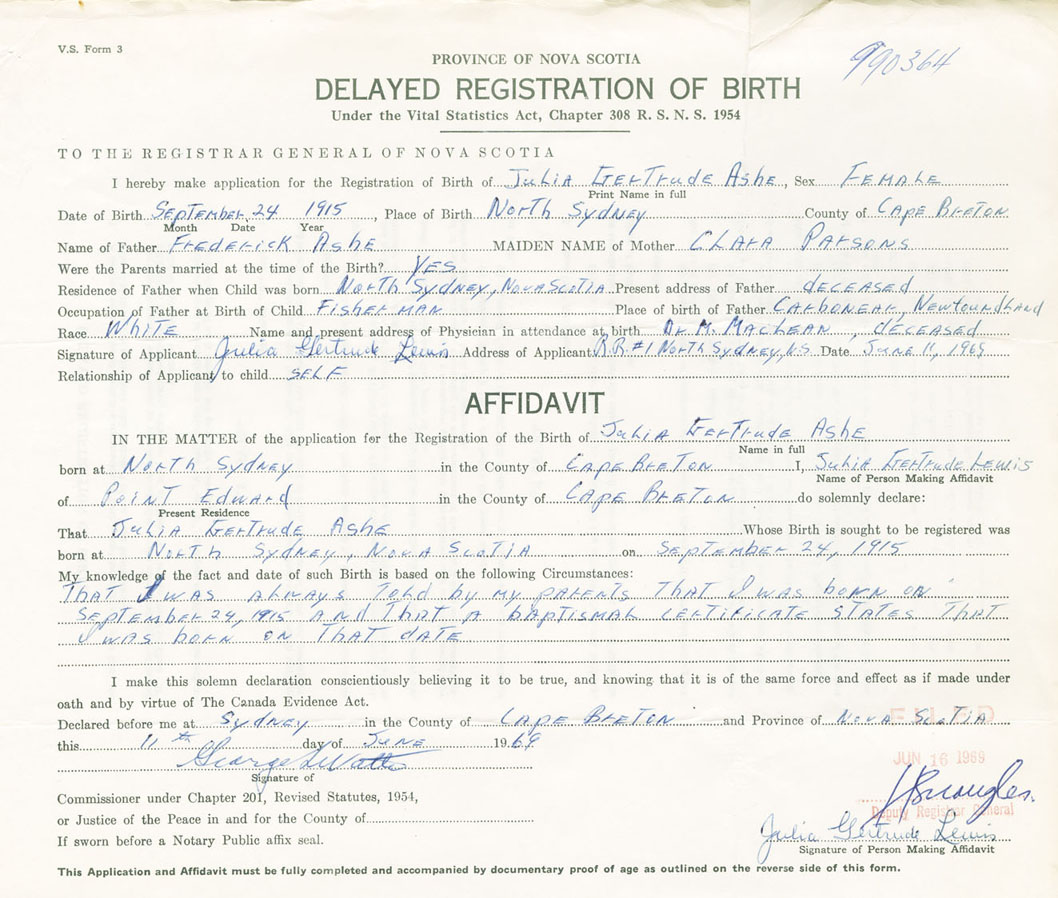 V.S. Form 3
990364
PROVINCE OF NOVA SCOTIA
DELAYED REGISTRATION OF BIRTH
Under the Vital Statistics Act, Chapter 308 R. S. N. S. 1954
TO THE REGISTRAR GENERAL OF NOVA SCOTIA
I hereby make application for the Registration of Birth of Julia Gertrude Ashe, Sex Female
Print Name in full
Date of Birth September 24 1915, Place of Birth North Sydney County of Cape Breton
Month Date Year
Name of Father Frederick Ashe MAIDEN NAME of Mother Clara Parsons
Were the Parents married at the time of the Birth? Yes
Residence of Father when Child was born North Sydney, Nova Scotia Present address of Father deceased
Occupation of Father at Birth of Child Fisherman Place of birth of Father Carbonear, Newfoundland
Race White Name and present address of Physician in attendance at birth Dr. M. MacLean, deceased
Signature of Applicant Julia Gertrude Lewis Address of Applicant R.R.#1 North Sydney, N.S. Date June 11, 1969
Relationship of Applicant to child SELF
AFFIDAVIT
IN THE MATTER of the application for the Registration of the Birth of Julia Gertrude Ashe
Name in full
born at North Sydney in the County of Cape Breton I, Julia Gertrude Lewis
Name of Person Making Affidavit
of Point Edward in the County of Cape Breton do solemnly declare:
Present Residence
That Julia Gertrude Ashe Whose Birth is sought to be registered was
born at North Sydney, Nova Scotia on September 24, 1915
My knowledge of the fact and date of such Birth is based on the following Circumstances:
That I was always told by my parents that I was born on
September 24, 1915 and that a baptismal certificate states that
I was born on that date
I make this solemn declaration conscientiously believing it to be true, and knowing that it is of the same force and effect as if made under
oath and by virtue of The Canada Evidence Act.
Declared before me at Sydney in the County of Cape Breton and Province of Nova Scotia
FILED
this 11th day of June 1969
JUN 16 1969
Signature of
Commissioner under Chapter 201, Revised Statutes, 1954,
Deputy Registrar General
or Justice of the Peace in and for the County of
Julia Gertrude Lewis
If sworn before a Notary Public affix seal.
Signature of Person Making Affidavit
This Application and Affidavit must be fully completed and accompanied by documentary proof of age as outlined on the reverse side of this form.